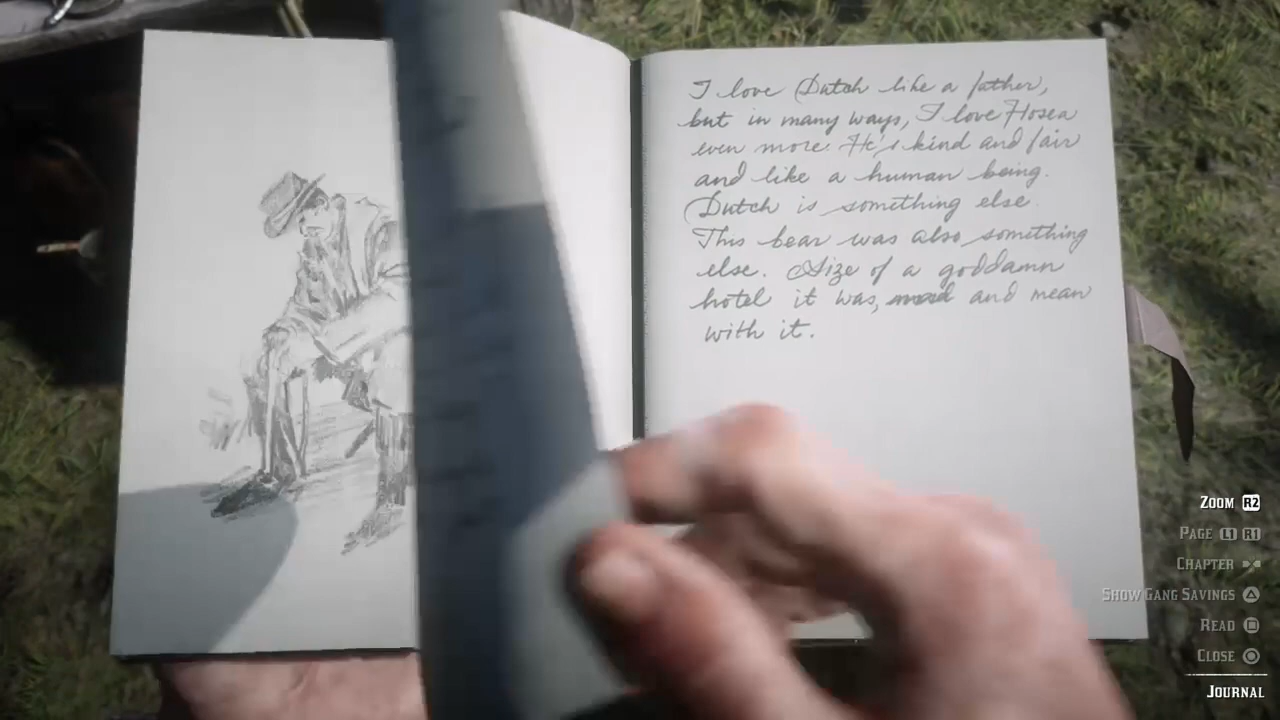 I love Dutch like a father,
but in many ways, I love Hosea
even more. He's kind and fair
and like a human being.
Dutch is something else.
This bear was also something
else. Size of a goddamn
hotel it was, and mean
with it.
ZOOM R2
PAGE L1 R1
CHAPTER
SHOW GANG SAVINGS
READ
CLOSE
JOURNAL